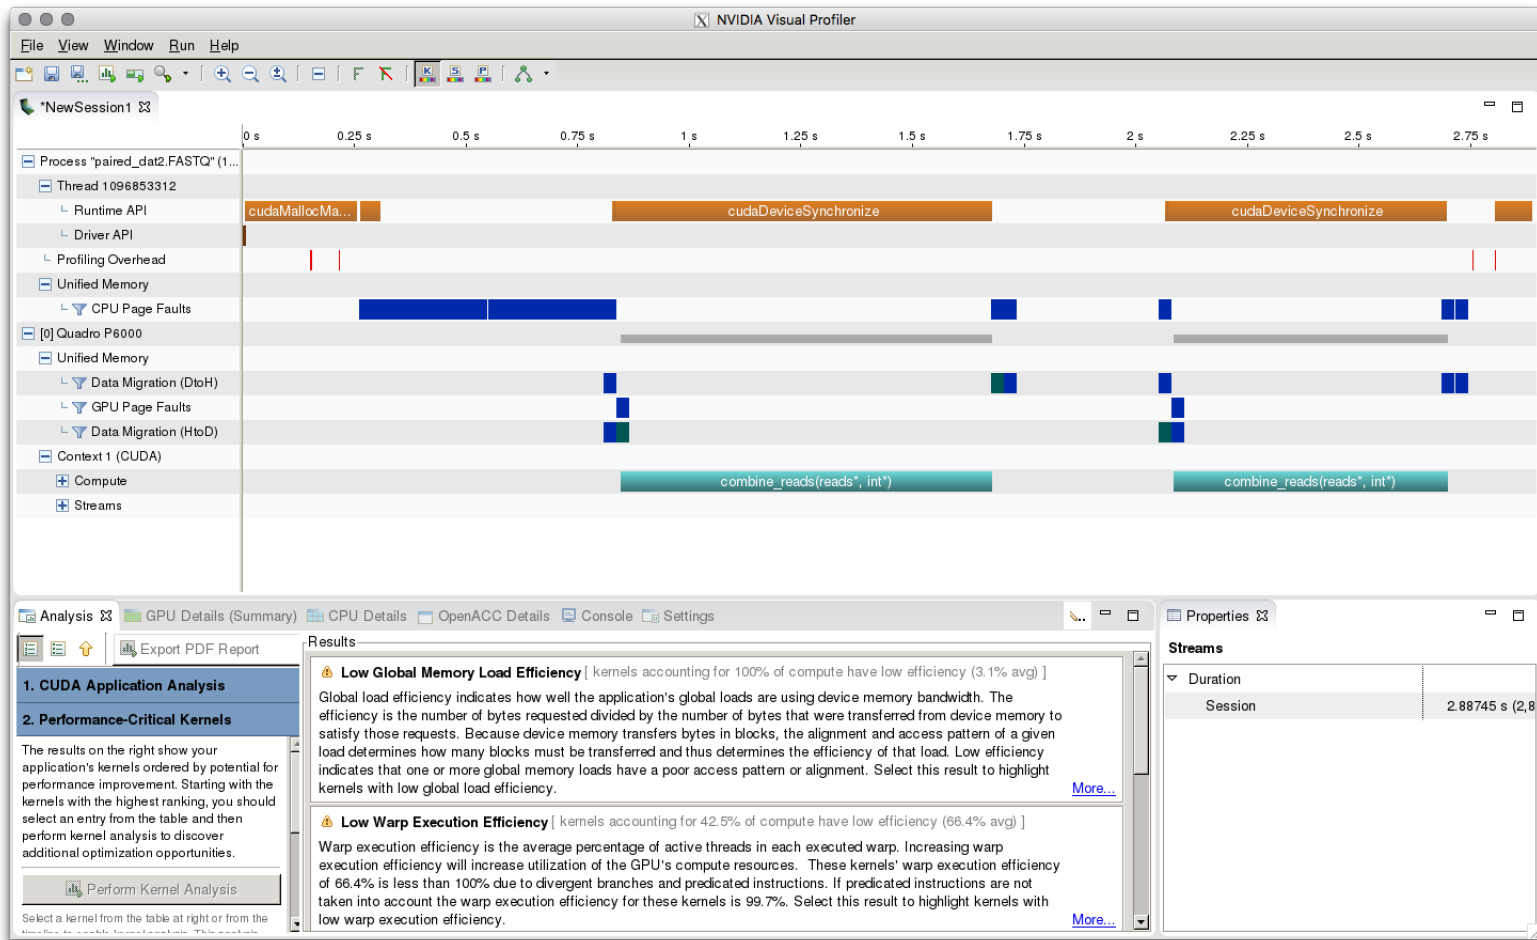 NVIDIA Visual Profiler
File View Window Run Help
*NewSession1
0 s 0.25 s 0.5 s 0.75 s 1 s 1.25 s 1.5 s 1.75 s 2 s 2.25 s 2.5 s 2.75 s
Process "paired_dat2.FASTQ" (1...
Thread 1096853312
Runtime API cudaMallocMa... cudaDeviceSynchronize cudaDeviceSynchronize
Driver API
Profiling Overhead
Unified Memory
CPU Page Faults
[0] Quadro P6000
Unified Memory
Data Migration (DtoH)
GPU Page Faults
Data Migration (HtoD)
Context 1 (CUDA)
Compute combine_reads(reads*, int*) combine_reads(reads*, int*)
Streams
Analysis GPU Details (Summary) CPU Details OpenACC Details Console Settings
Export PDF Report
1. CUDA Application Analysis
2. Performance-Critical Kernels
The results on the right show your
application's kernels ordered by potential for
performance improvement. Starting with the
kernels with the highest ranking, you should
select an entry from the table and then
perform kernel analysis to discover
additional optimization opportunities.
Perform Kernel Analysis
Select a kernel from the table at right or from the
timeline to enable kernel analysis. This analysis
Results
Low Global Memory Load Efficiency [ kernels accounting for 100% of compute have low efficiency (3.1% avg) ]
Global load efficiency indicates how well the application's global loads are using device memory bandwidth. The
efficiency is the number of bytes requested divided by the number of bytes that were transferred from device memory to
satisfy those requests. Because device memory transfers bytes in blocks, the alignment and access pattern of a given
load determines how many blocks must be transferred and thus determines the efficiency of that load. Low efficiency
indicates that one or more global memory loads have a poor access pattern or alignment. Select this result to highlight
kernels with low global load efficiency. More...
Low Warp Execution Efficiency [ kernels accounting for 42.5% of compute have low efficiency (66.4% avg) ]
Warp execution efficiency is the average percentage of active threads in each executed warp. Increasing warp
execution efficiency will increase utilization of the GPU's compute resources. These kernels' warp execution efficiency
of 66.4% is less than 100% due to divergent branches and predicated instructions. If predicated instructions are not
taken into account the warp execution efficiency for these kernels is 99.7%. Select this result to highlight kernels with
low warp execution efficiency. More...
Properties
Streams
Duration
Session 2.88745 s (2,8